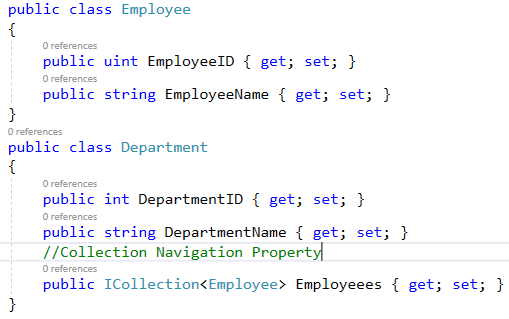 public class Employee
{
0 references
public uint EmployeeID { get; set; }
0 references
public string EmployeeName { get; set; }
}
0 references
public class Department
{
0 references
public int DepartmentID { get; set; }
0 references
public string DepartmentName { get; set; }
//Collection Navigation Property
0 references
public ICollection<Employee> Employeees { get; set; }
}